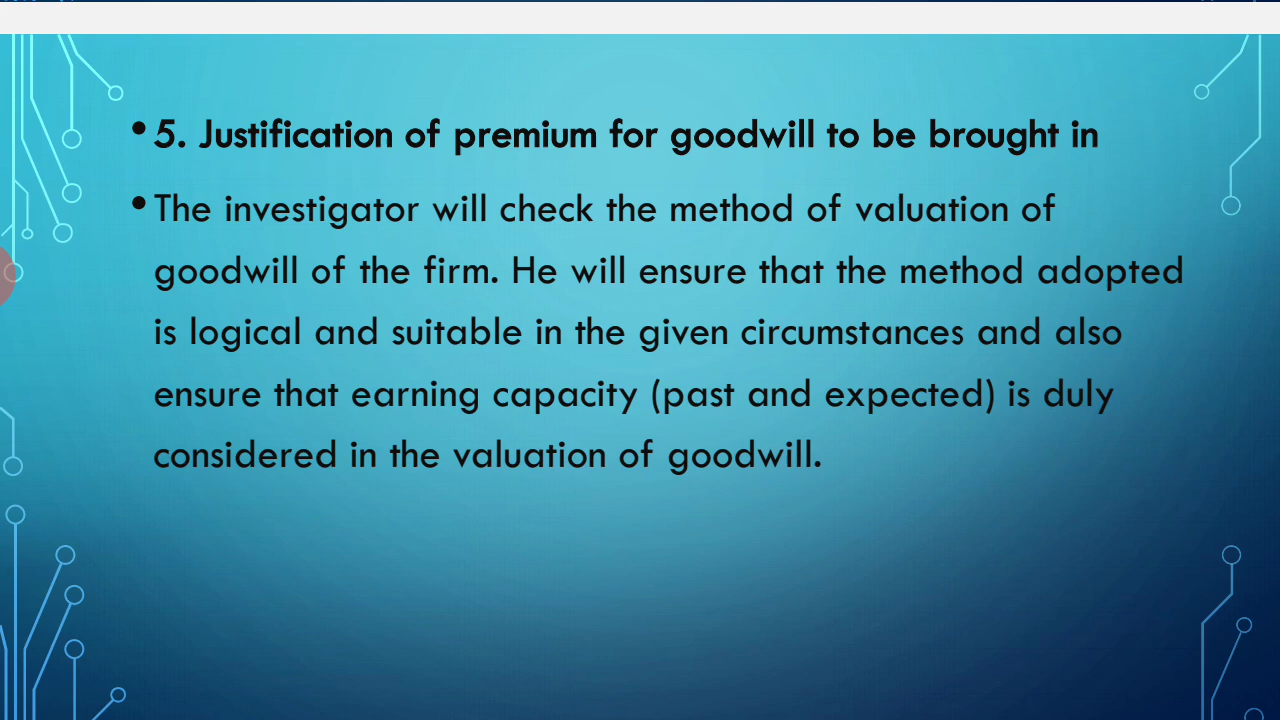 • 5. Justification of premium for goodwill to be brought in
• The investigator will check the method of valuation of
goodwill of the firm. He will ensure that the method adopted
is logical and suitable in the given circumstances and also
ensure that earning capacity (past and expected) is duly
considered in the valuation of goodwill.